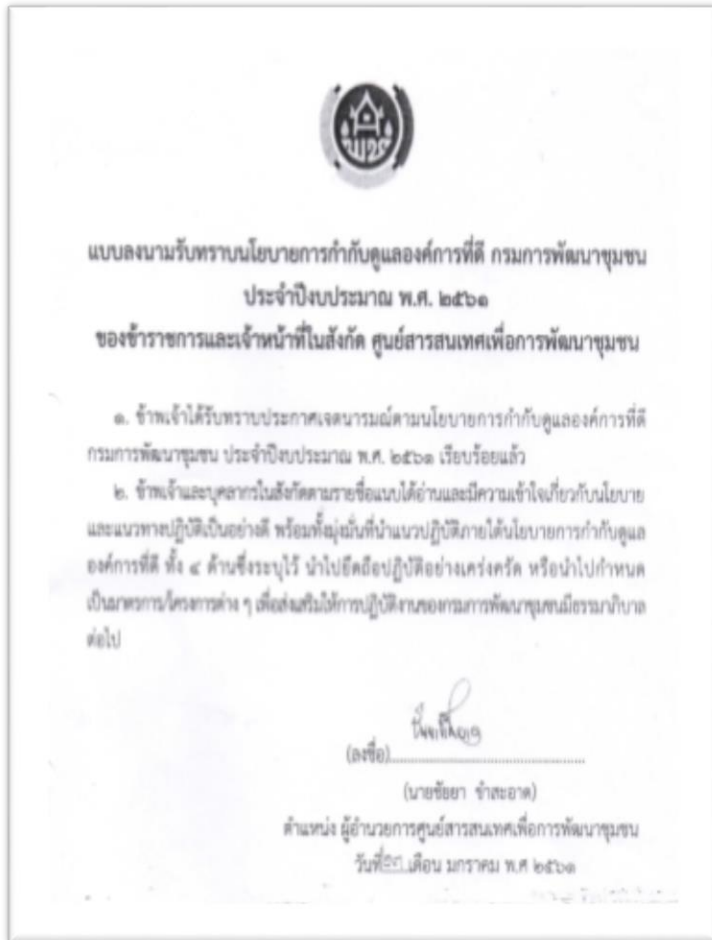 พช
แบบลงนามรับทราบนโยบายการกำกับดูแลองค์การที่ดี กรมการพัฒนาชุมชน
ประจำปีงบประมาณ พ.ศ. ๒๕๖๑
ของข้าราชการและเจ้าหน้าที่ในสังกัด ศูนย์สารสนเทศเพื่อการพัฒนาชุมชน
๑. ข้าพเจ้าได้รับทราบประกาศเจตนารมณ์ตามนโยบายการกำกับดูแลองค์การที่ดี
กรมการพัฒนาชุมชน ประจำปีงบประมาณ พ.ศ. ๒๕๖๑ เรียบร้อยแล้ว
๒. ข้าพเจ้าและบุคลากรในสังกัดตามรายชื่อแนบได้อ่านและมีความเข้าใจเกี่ยวกับนโยบาย
และแนวทางปฏิบัติเป็นอย่างดี พร้อมทั้งมุ่งมั่นที่นำแนวปฏิบัติภายใต้นโยบายการกำกับดูแล
องค์การที่ดี ทั้ง ๔ ด้านซึ่งระบุไว้ นำไปยึดถือปฏิบัติอย่างเคร่งครัด หรือนำไปกำหนด
เป็นมาตรการ/โครงการต่าง ๆ เพื่อส่งเสริมให้การปฏิบัติงานของกรมการพัฒนาชุมชนมีธรรมาภิบาล
ต่อไป
(ลงชื่อ)
(นายชัยยา ขำสะอาด)
ตำแหน่ง ผู้อำนวยการศูนย์สารสนเทศเพื่อการพัฒนาชุมชน
วันที่ เดือน มกราคม พ.ศ ๒๕๖๑